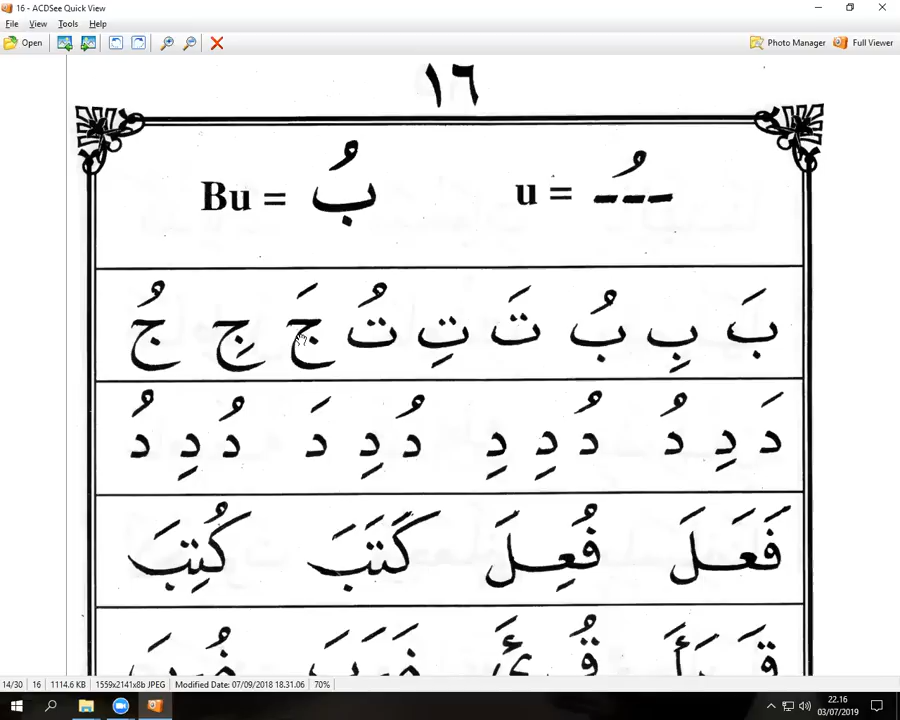 16 - ACDSee Quick View
File View Tools Help
Open Photo Manager Full Viewer
١٦
ـُ = u بُ = Bu
بَ بِ بُ تَ تِ تُ جَ جِ جُ
دَ دِ دُ دُ دِ دِ دُ دِ دَ دُ دِ دُ
فَعَلَ فُعِلَ كَتَبَ كُتِبَ
14/30 16 1114.6 KB 1559x2141x8b JPEG Modified Date: 07/09/2018 18.31.06 70%
22.16
03/07/2019